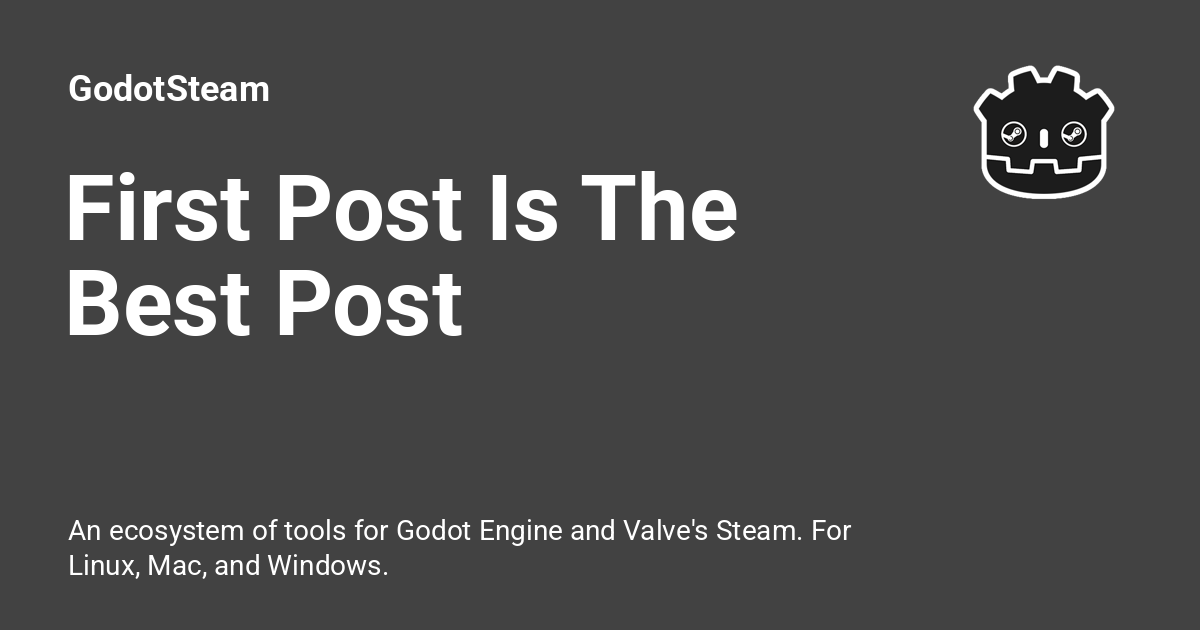 GodotSteam
First Post Is The
Best Post
An ecosystem of tools for Godot Engine and Valve's Steam. For
Linux, Mac, and Windows.